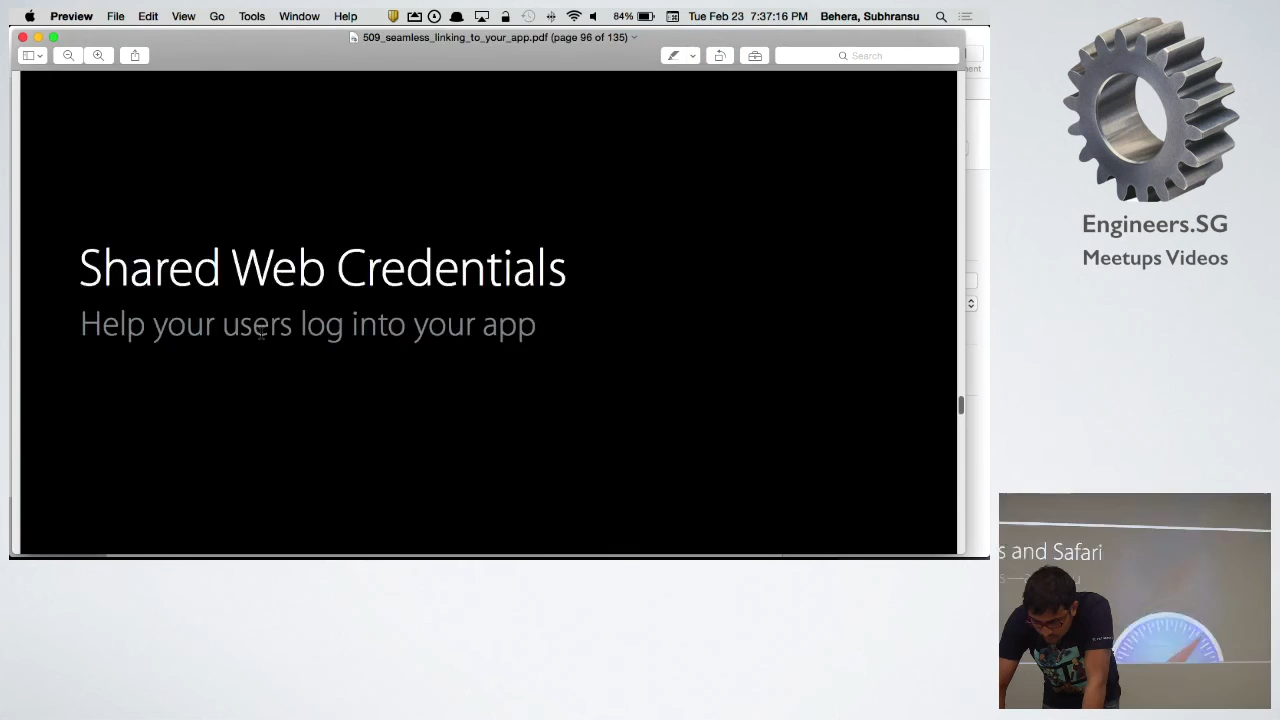 Preview File Edit View Go Tools Window Help 84% Tue Feb 23 7:37:16 PM Behera, Subhransu
509_seamless_linking_to_your_app.pdf (page 96 of 135)
Search
Shared Web Credentials
Help your users log into your app
Engineers.SG
Meetups Videos
s and Safari